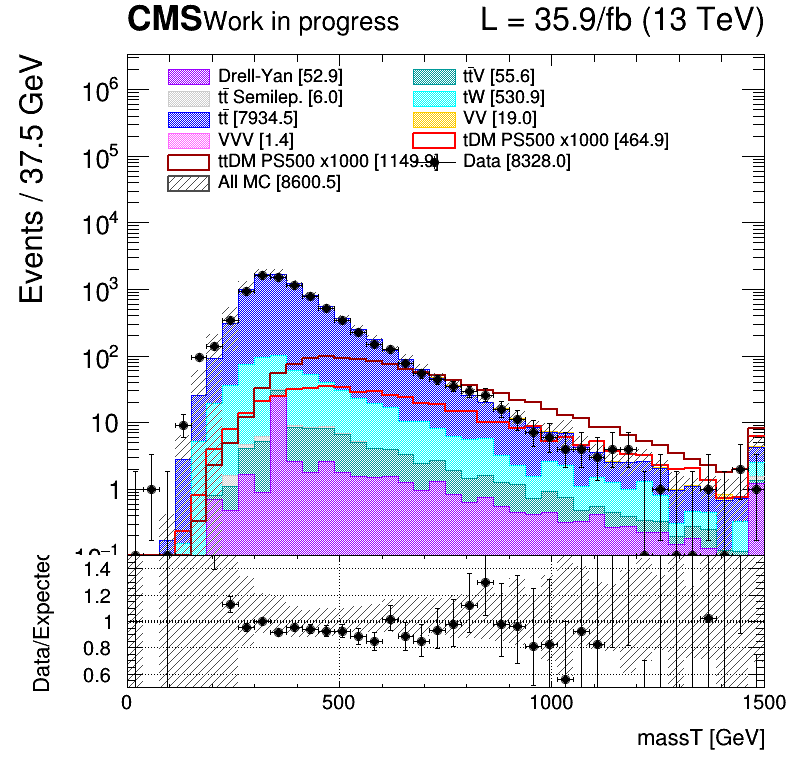 CMS Work in progress L = 35.9/fb (13 TeV)
Events / 37.5 GeV
10⁶
10⁵
10⁴
10³
10²
10
1
10⁻¹
Drell-Yan [52.9]
tt̄V [55.6]
tt̄ Semilep. [6.0]
tW [530.9]
tt̄ [7934.5]
VV [19.0]
VVV [1.4]
tDM PS500 x1000 [464.9]
ttDM PS500 x1000 [1149.9]
Data [8328.0]
All MC [8600.5]
Data/Expected
1.4
1.2
1
0.8
0.6
0 500 1000 1500
massT [GeV]